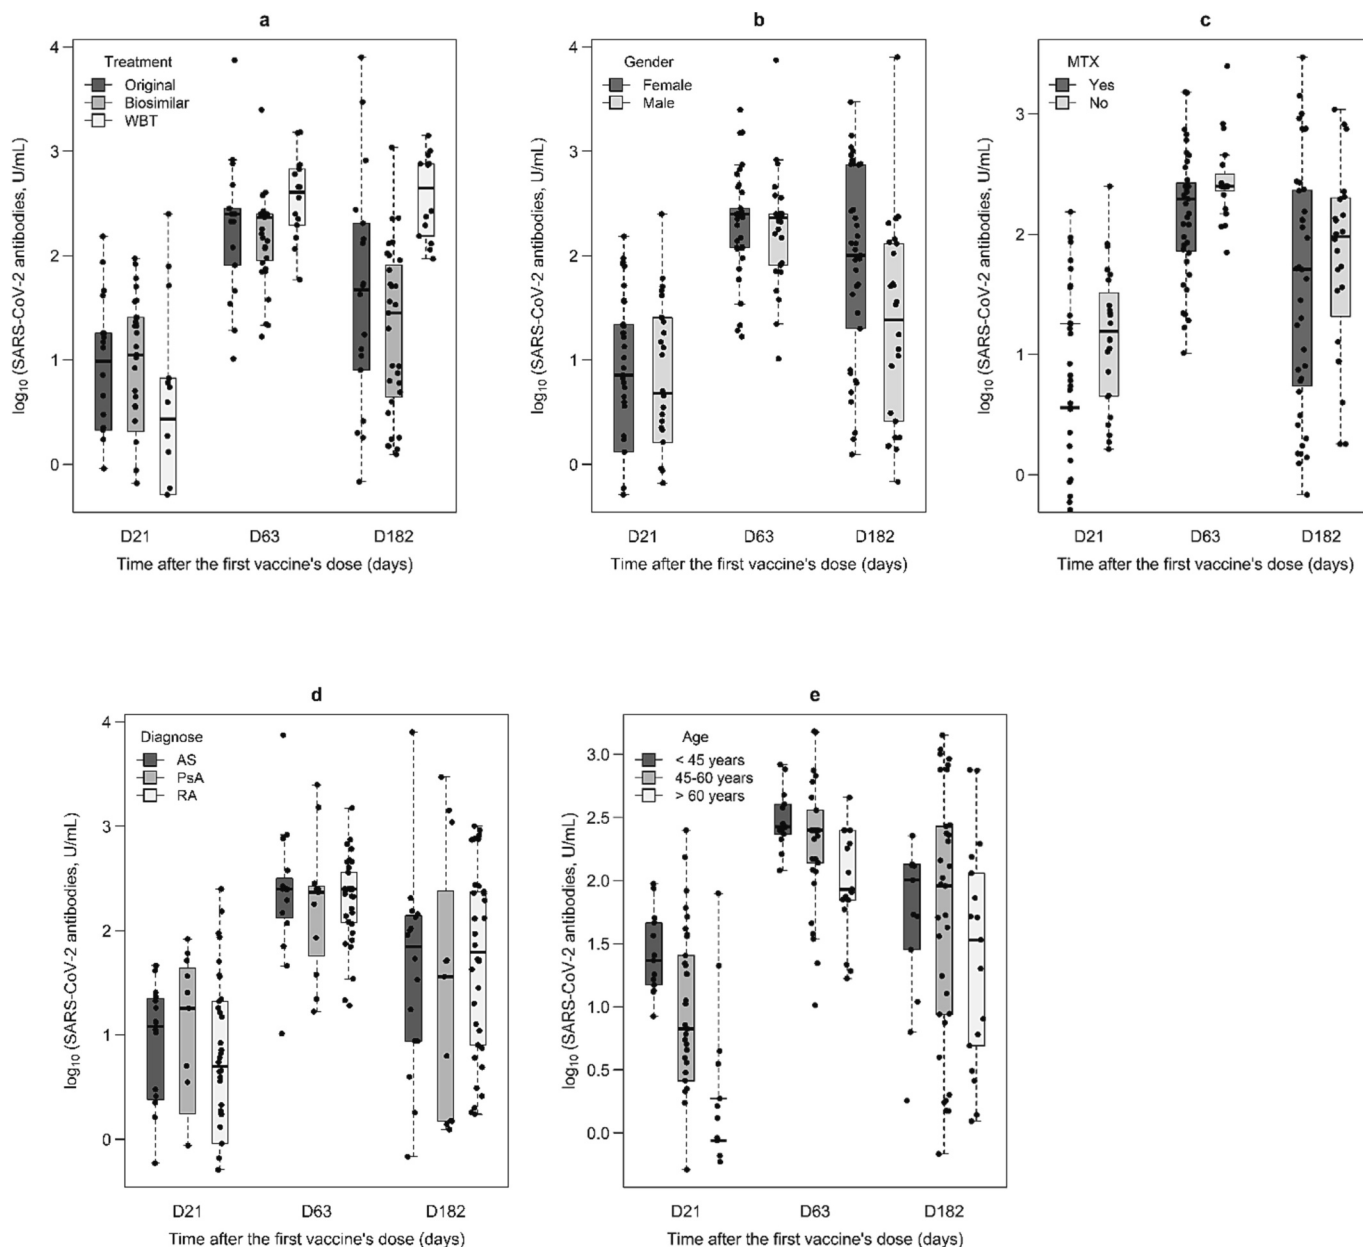 a
Treatment
Original
Biosimilar
WBT
4
3
2
1
0
log10 (SARS-CoV-2 antibodies, U/mL)
D21 D63 D182
Time after the first vaccine's dose (days)
b
Gender
Female
Male
4
3
2
1
0
log10 (SARS-CoV-2 antibodies, U/mL)
D21 D63 D182
Time after the first vaccine's dose (days)
c
MTX
Yes
No
3
2
1
0
log10 (SARS-CoV-2 antibodies, U/mL)
D21 D63 D182
Time after the first vaccine's dose (days)
d
Diagnose
AS
PsA
RA
4
3
2
1
0
log10 (SARS-CoV-2 antibodies, U/mL)
D21 D63 D182
Time after the first vaccine's dose (days)
e
Age
< 45 years
45-60 years
> 60 years
3.0
2.5
2.0
1.5
1.0
0.5
0.0
log10 (SARS-CoV-2 antibodies, U/mL)
D21 D63 D182
Time after the first vaccine's dose (days)